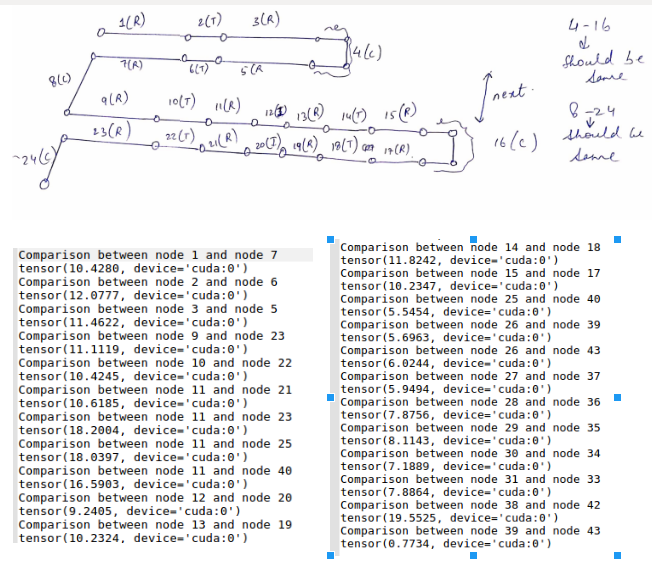 1(R) 2(T) 3(R)
4(C)
7(R) 6(T) 5(R
8(C)
9(R) 10(T) 11(R) 12(I) 13(R) 14(T) 15(R)
23(R) 22(T) 21(R) 20(I) 19(R) 18(T) 17(R)
16(C)
24(C)
next.
4-16
should be
same
8-24
should be
same
Comparison between node 1 and node 7
tensor(10.4280, device='cuda:0')
Comparison between node 2 and node 6
tensor(12.0777, device='cuda:0')
Comparison between node 3 and node 5
tensor(11.4622, device='cuda:0')
Comparison between node 9 and node 23
tensor(11.1119, device='cuda:0')
Comparison between node 10 and node 22
tensor(10.4245, device='cuda:0')
Comparison between node 11 and node 21
tensor(10.6185, device='cuda:0')
Comparison between node 11 and node 23
tensor(18.2004, device='cuda:0')
Comparison between node 11 and node 25
tensor(18.0397, device='cuda:0')
Comparison between node 11 and node 40
tensor(16.5903, device='cuda:0')
Comparison between node 12 and node 20
tensor(9.2405, device='cuda:0')
Comparison between node 13 and node 19
tensor(10.2324, device='cuda:0')
Comparison between node 14 and node 18
tensor(11.8242, device='cuda:0')
Comparison between node 15 and node 17
tensor(10.2347, device='cuda:0')
Comparison between node 25 and node 40
tensor(5.5454, device='cuda:0')
Comparison between node 26 and node 39
tensor(5.6963, device='cuda:0')
Comparison between node 26 and node 43
tensor(6.0244, device='cuda:0')
Comparison between node 27 and node 37
tensor(5.9494, device='cuda:0')
Comparison between node 28 and node 36
tensor(7.8756, device='cuda:0')
Comparison between node 29 and node 35
tensor(8.1143, device='cuda:0')
Comparison between node 30 and node 34
tensor(7.1889, device='cuda:0')
Comparison between node 31 and node 33
tensor(7.8864, device='cuda:0')
Comparison between node 38 and node 42
tensor(19.5525, device='cuda:0')
Comparison between node 39 and node 43
tensor(0.7734, device='cuda:0')